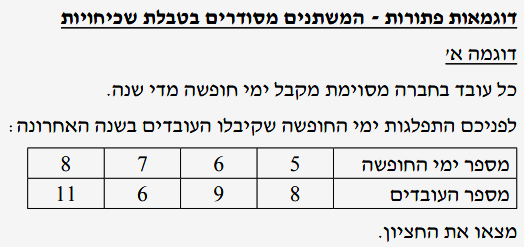 דוגמאות פתורות - המשתנים מסודרים בטבלת שכיחויות
דוגמה א'
כל עובד בחברה מסוימת מקבל ימי חופשה מדי שנה.
לפניכם התפלגות ימי החופשה שקיבלו העובדים בשנה האחרונה:
מספר ימי החופשה 5 6 7 8
מספר העובדים 8 9 6 11
מצאו את החציון.